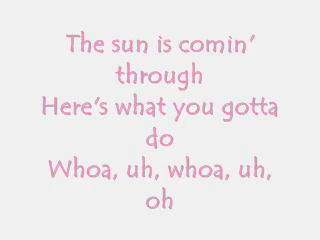 The sun is comin'
through
Here's what you gotta
do
Whoa, uh, whoa, uh,
oh